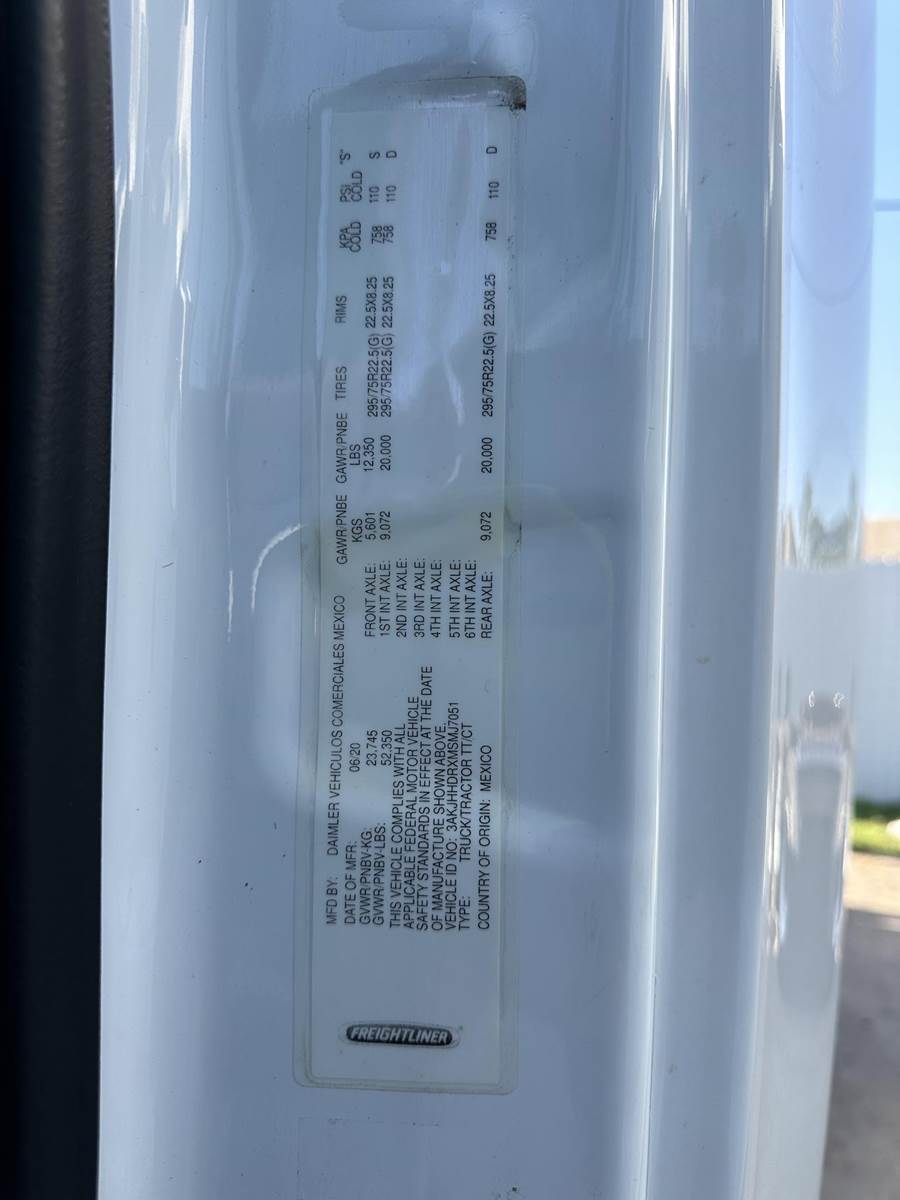 FREIGHTLINER
MFD BY: DAIMLER VEHICULOS COMERCIALES MEXICO
DATE OF MFR: 06/20
GVWR/PNBV-KG: 23,745
GVWR/PNBV-LBS: 52,350
THIS VEHICLE COMPLIES WITH ALL
APPLICABLE FEDERAL MOTOR VEHICLE
SAFETY STANDARDS IN EFFECT AT THE DATE
OF MANUFACTURE SHOWN ABOVE.
VEHICLE ID NO: 3AKJHHDRXMSMJ7051
TYPE: TRUCK/TRACTOR TT/CT
COUNTRY OF ORIGIN: MEXICO
GAWR/PNBE GAWR/PNBE TIRES RIMS KPA PSI "S"
KGS LBS COLD COLD
FRONT AXLE: 5,601 12,350 295/75R22.5(G) 22.5X8.25 758 110 S
1ST INT AXLE: 9,072 20,000 295/75R22.5(G) 22.5X8.25 758 110 D
2ND INT AXLE:
3RD INT AXLE:
4TH INT AXLE:
5TH INT AXLE:
6TH INT AXLE:
REAR AXLE: 9,072 20,000 295/75R22.5(G) 22.5X8.25 758 110 D